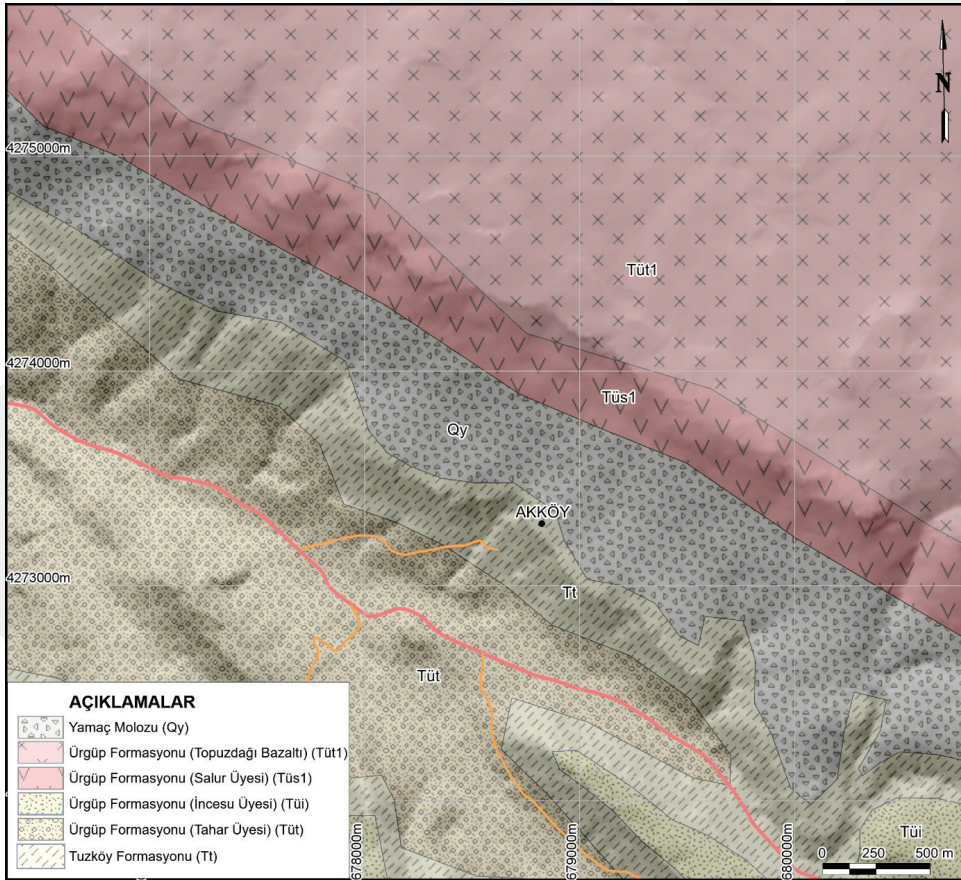 N
4275000m
Tüt1
4274000m
Tüs1
Qy
AKKÖY
4273000m
Tt
Tüt
AÇIKLAMALAR
Yamaç Molozu (Qy)
Ürgüp Formasyonu (Topuzdağı Bazaltı) (Tüt1)
Ürgüp Formasyonu (Salur Üyesi) (Tüs1)
Ürgüp Formasyonu (İncesu Üyesi) (Tüi)
Ürgüp Formasyonu (Tahar Üyesi) (Tüt)
Tuzköy Formasyonu (Tt)
678000m
679000m
680000m
Tüi
0 250 500 m